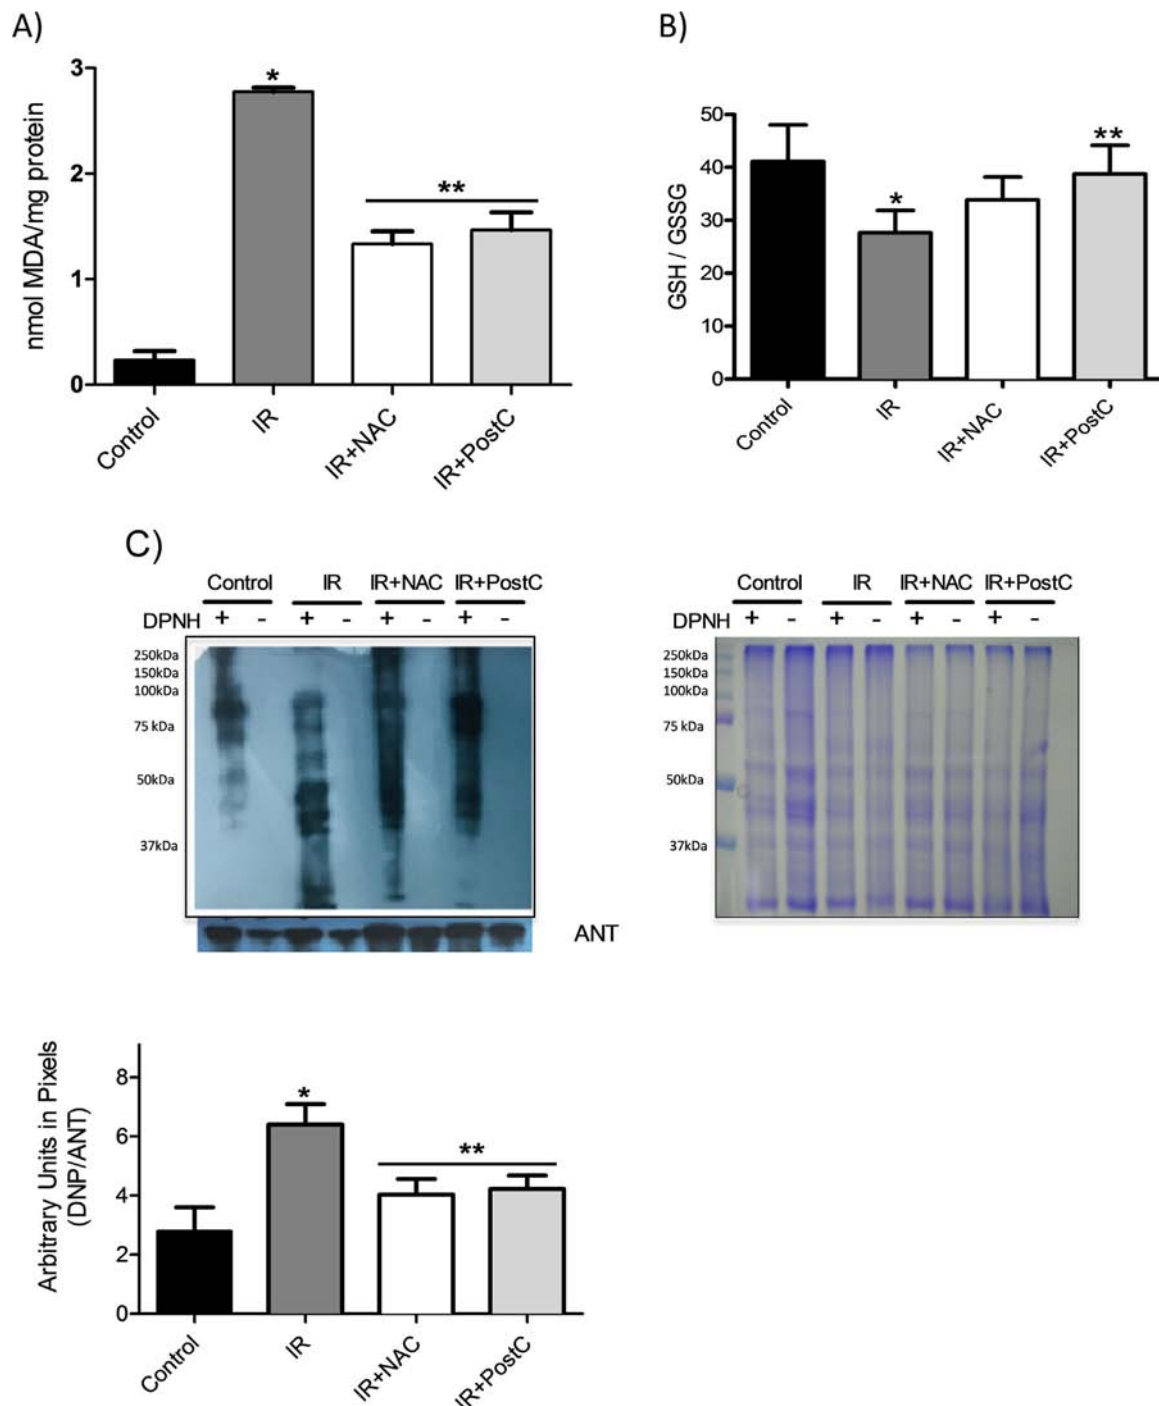 A)
nmol MDA/mg protein
3
2
1
0
*
**
Control
IR
IR+NAC
IR+PostC
B)
GSH / GSSG
50
40
30
20
10
0
*
**
Control
IR
IR+NAC
IR+PostC
C)
Control IR IR+NAC IR+PostC
DPNH + - + - + - + -
250kDa
150kDa
100kDa
75 kDa
50kDa
37kDa
ANT
Control IR IR+NAC IR+PostC
DPNH + - + - + - + -
250kDa
150kDa
100kDa
75 kDa
50kDa
37kDa
Arbitrary Units in Pixels
(DNP/ANT)
8
6
4
2
0
*
**
Control
IR
IR+NAC
IR+PostC